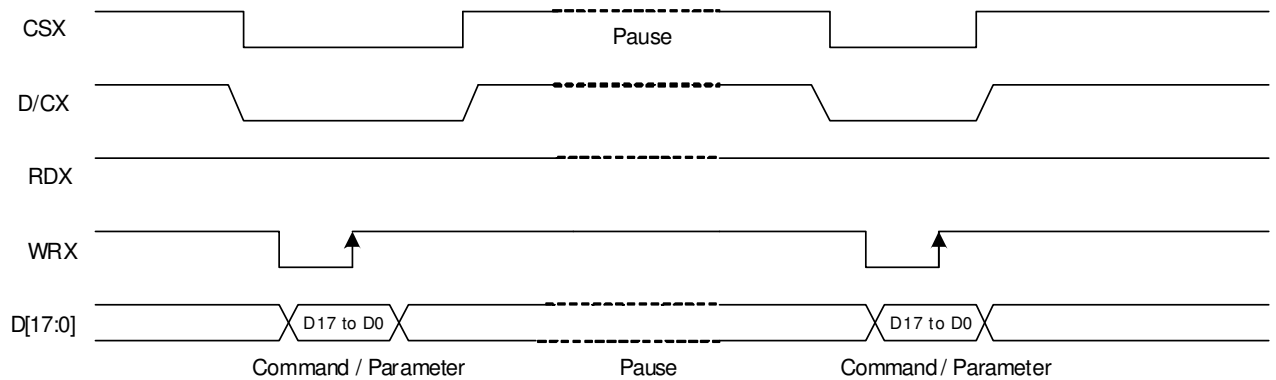 CSX
Pause
D/CX
RDX
WRX
D[17:0]
D17 to D0
D17 to D0
Command / Parameter
Pause
Command / Parameter